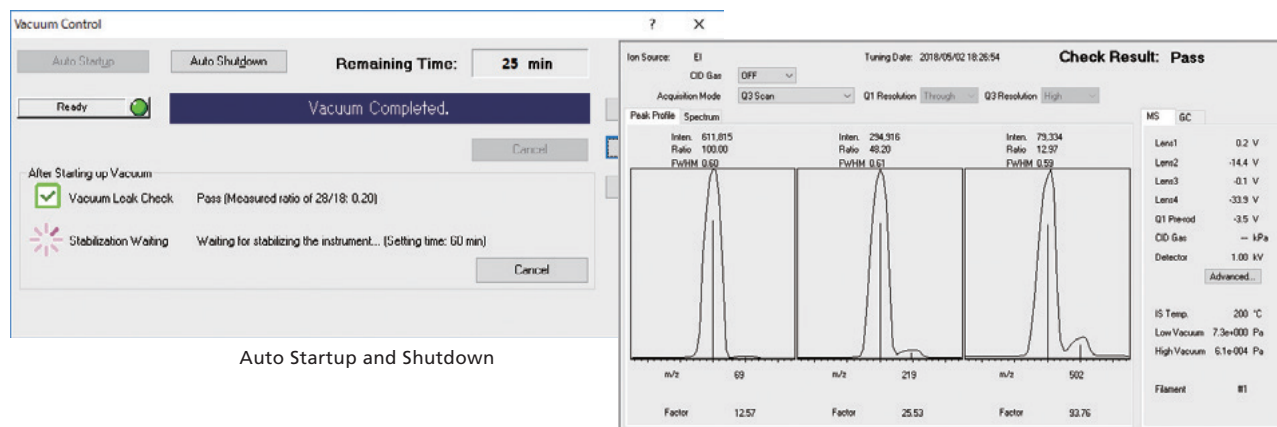 Vacuum Control ? X
Auto Startup Auto Shutdown Remaining Time: 25 min
Ready Vacuum Completed.
Cancel
After Starting up Vacuum
Vacuum Leak Check Pass (Measured ratio of 28/18: 0.20)
Stabilization Waiting Waiting for stabilizing the instrument... (Setting time: 60 min)
Cancel
Auto Startup and Shutdown
Ion Source: EI Tuning Date: 2018/05/02 18:26:54 Check Result: Pass
CID Gas OFF
Acquisition Mode Q3 Scan Q1 Resolution Through Q3 Resolution High
Peak Profile Spectrum
Inten. 611,815 Inten. 294,916 Inten. 79,334
Ratio 100.00 Ratio 48.20 Ratio 12.97
FWHM 0.60 FWHM 0.61 FWHM 0.59
m/z 69 m/z 219 m/z 502
Factor 12.57 Factor 25.53 Factor 93.76
MS GC
Lens1 0.2 V
Lens2 -14.4 V
Lens3 -0.1 V
Lens4 -33.9 V
Q1 Pre-rod -3.5 V
CID Gas -- kPa
Detector 1.00 kV
Advanced...
IS Temp. 200 °C
Low Vacuum 7.3e+000 Pa
High Vacuum 6.1e-004 Pa
Filament #1